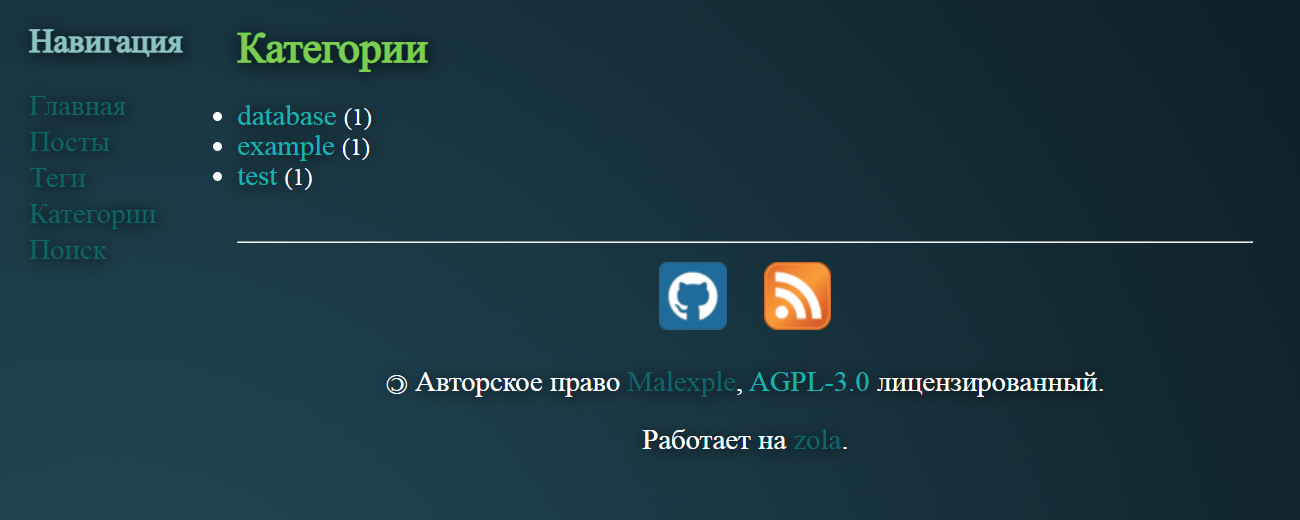 Навигация
Главная
Посты
Теги
Категории
Поиск
Категории
database (1)
example (1)
test (1)
🄯 Авторское право Malexple, AGPL-3.0 лицензированный.
Работает на zola.